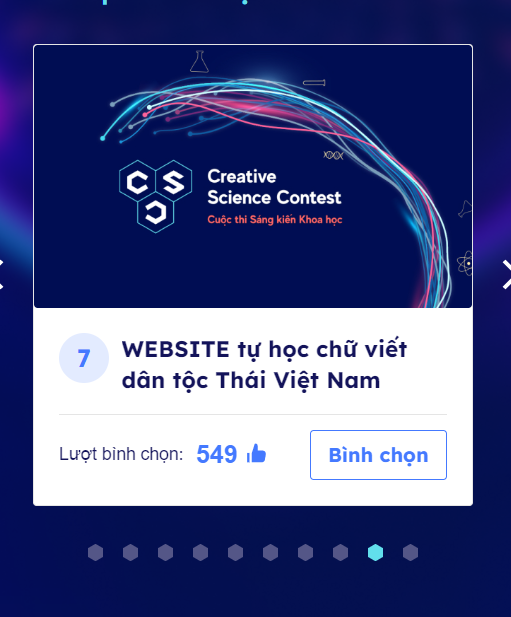 CSC
Creative
Science Contest
Cuộc thi Sáng kiến Khoa học
7
WEBSITE tự học chữ viết
dân tộc Thái Việt Nam
Lượt bình chọn: 549
Bình chọn